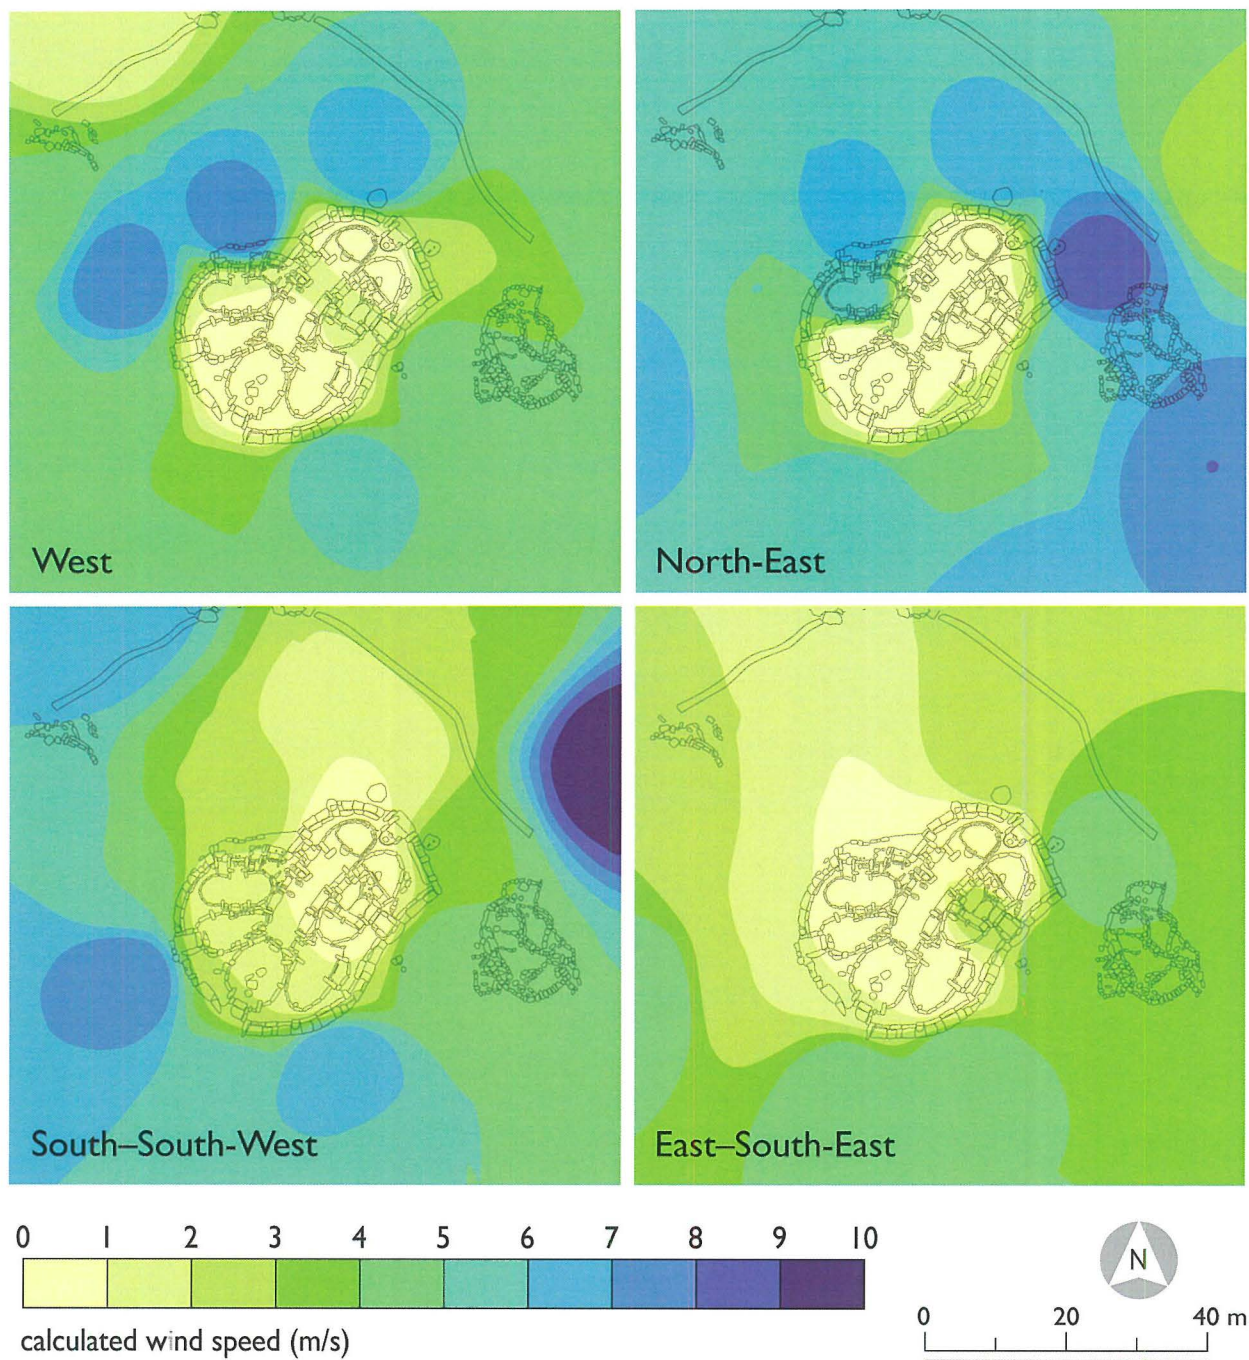 West
North-East
South–South-West
East–South-East
0 1 2 3 4 5 6 7 8 9 10
calculated wind speed (m/s)
N
0 20 40 m